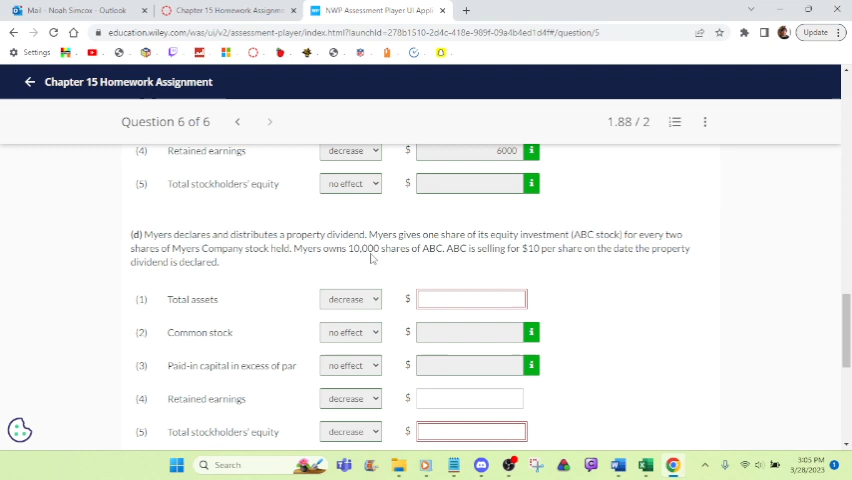 Mail - Noah Simcox - Outlook
Chapter 15 Homework Assignm
NWP Assessment Player UI Appli
education.wiley.com/was/ui/v2/assessment-player/index.html?launchId=278b1510-2d4c-418e-989f-09a4b4ed1d4f#/question/5
Update
Settings
Chapter 15 Homework Assignment
Question 6 of 6
1.88 / 2
(4) Retained earnings decrease $ 6000 i
(5) Total stockholders' equity no effect $ i
(d) Myers declares and distributes a property dividend. Myers gives one share of its equity investment (ABC stock) for every two
shares of Myers Company stock held. Myers owns 10,000 shares of ABC. ABC is selling for $10 per share on the date the property
dividend is declared.
(1) Total assets decrease $
(2) Common stock no effect $ i
(3) Paid-in capital in excess of par no effect $ i
(4) Retained earnings decrease $
(5) Total stockholders' equity decrease $
Search
3:05 PM
3/28/2023